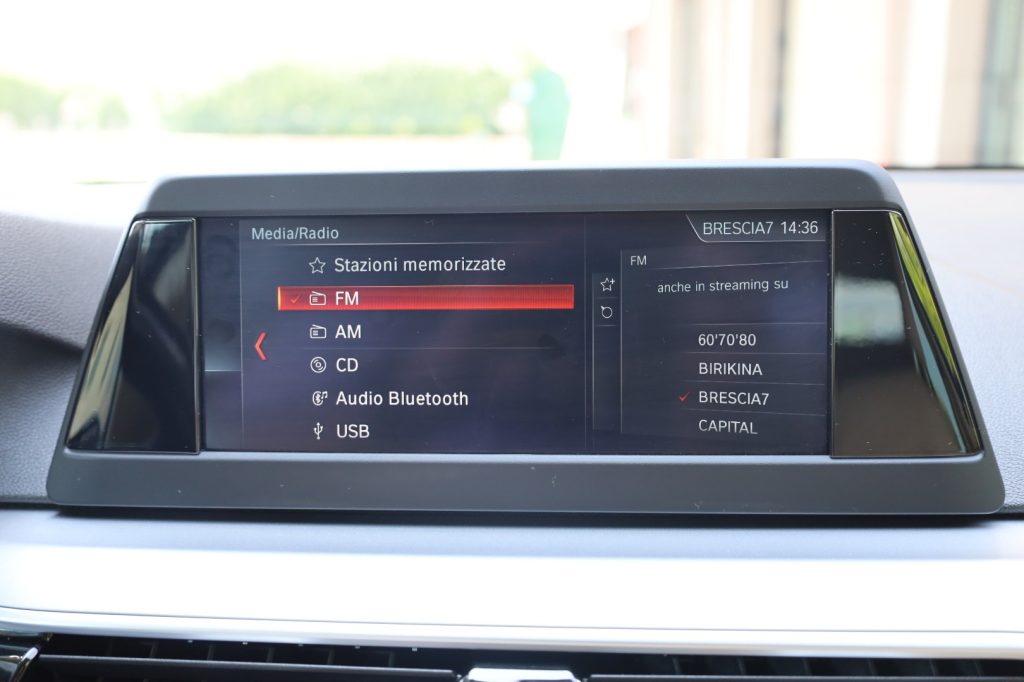 Media/Radio
BRESCIA7 14:36
Stazioni memorizzate
FM
AM
CD
Audio Bluetooth
USB
FM
anche in streaming su
60'70'80
BIRIKINA
BRESCIA7
CAPITAL